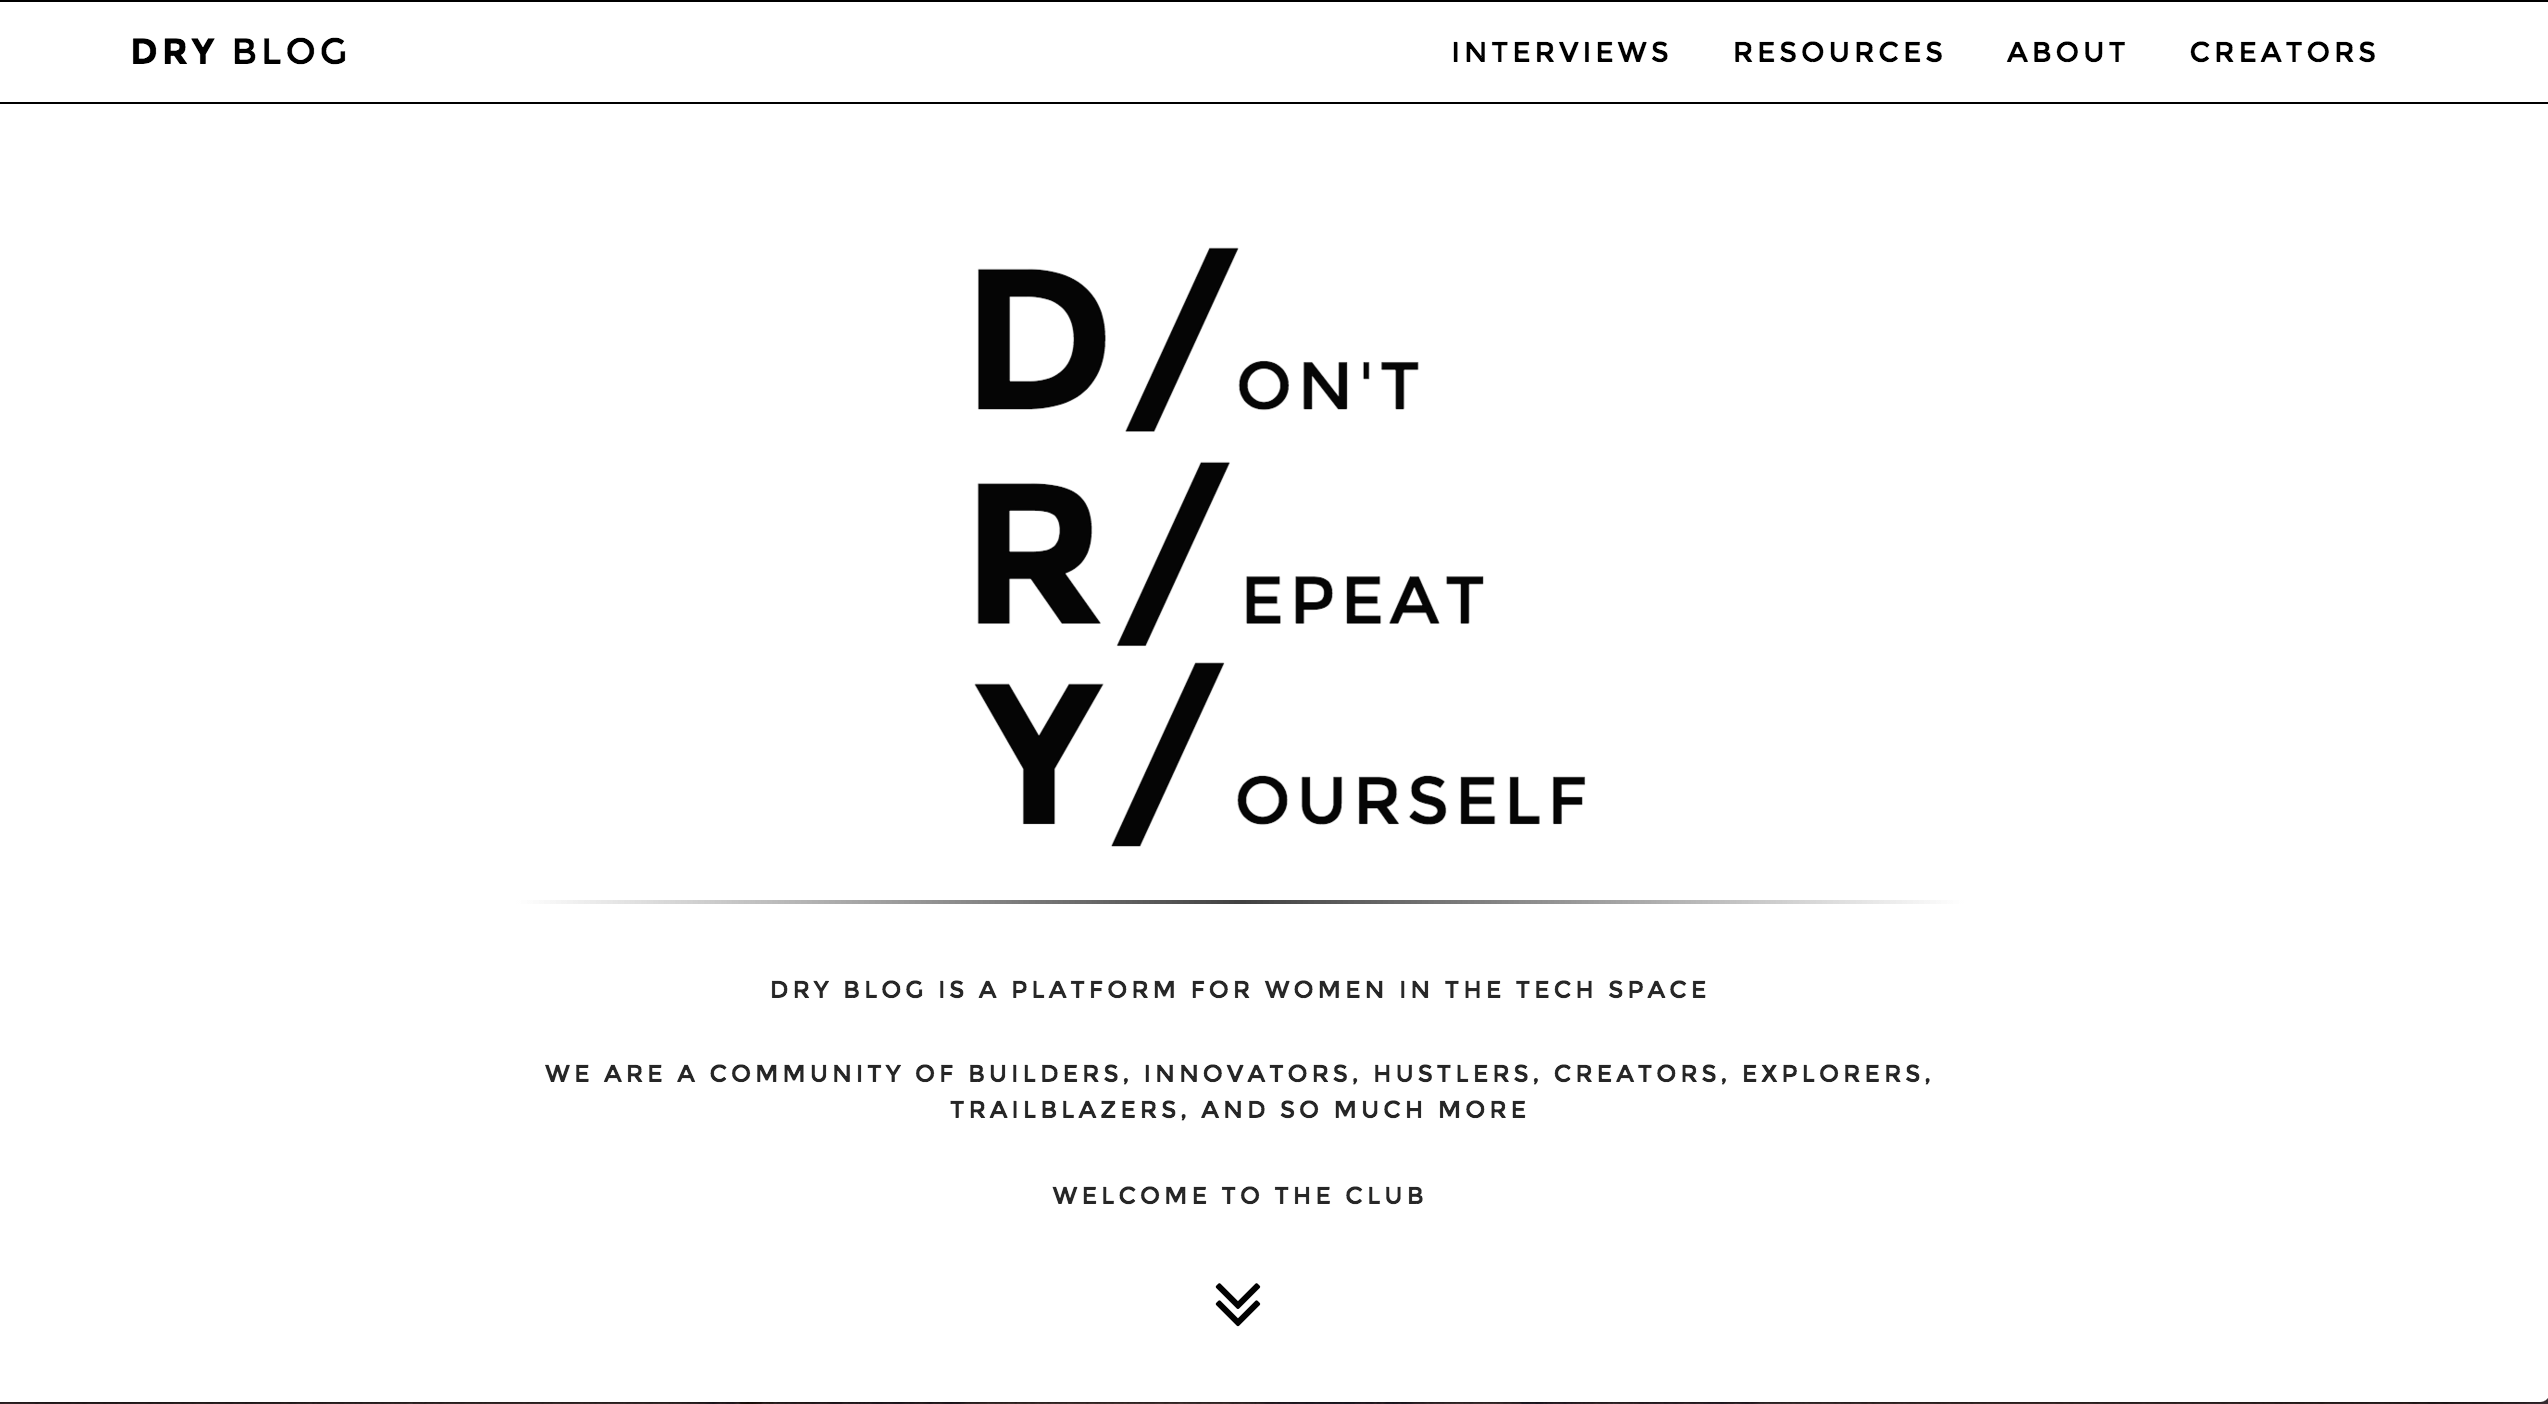 DRY BLOG
INTERVIEWS RESOURCES ABOUT CREATORS
D/ON'T
R/EPEAT
Y/OURSELF
DRY BLOG IS A PLATFORM FOR WOMEN IN THE TECH SPACE
WE ARE A COMMUNITY OF BUILDERS, INNOVATORS, HUSTLERS, CREATORS, EXPLORERS,
TRAILBLAZERS, AND SO MUCH MORE
WELCOME TO THE CLUB